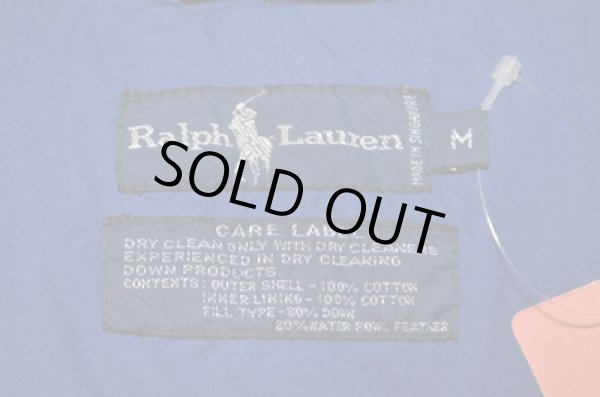 Ralph Lauren
MADE IN SINGAPORE
M
SOLD OUT
CARE LABEL
DRY CLEAN ONLY WITH DRY CLEANERS
EXPERIENCED IN DRY CLEANING
DOWN PRODUCTS.
CONTENTS: OUTER SHELL-100% COTTON
INNER LINING-100% COTTON
FILL TYPE-80% DOWN
20% WATER FOWL FEATHER